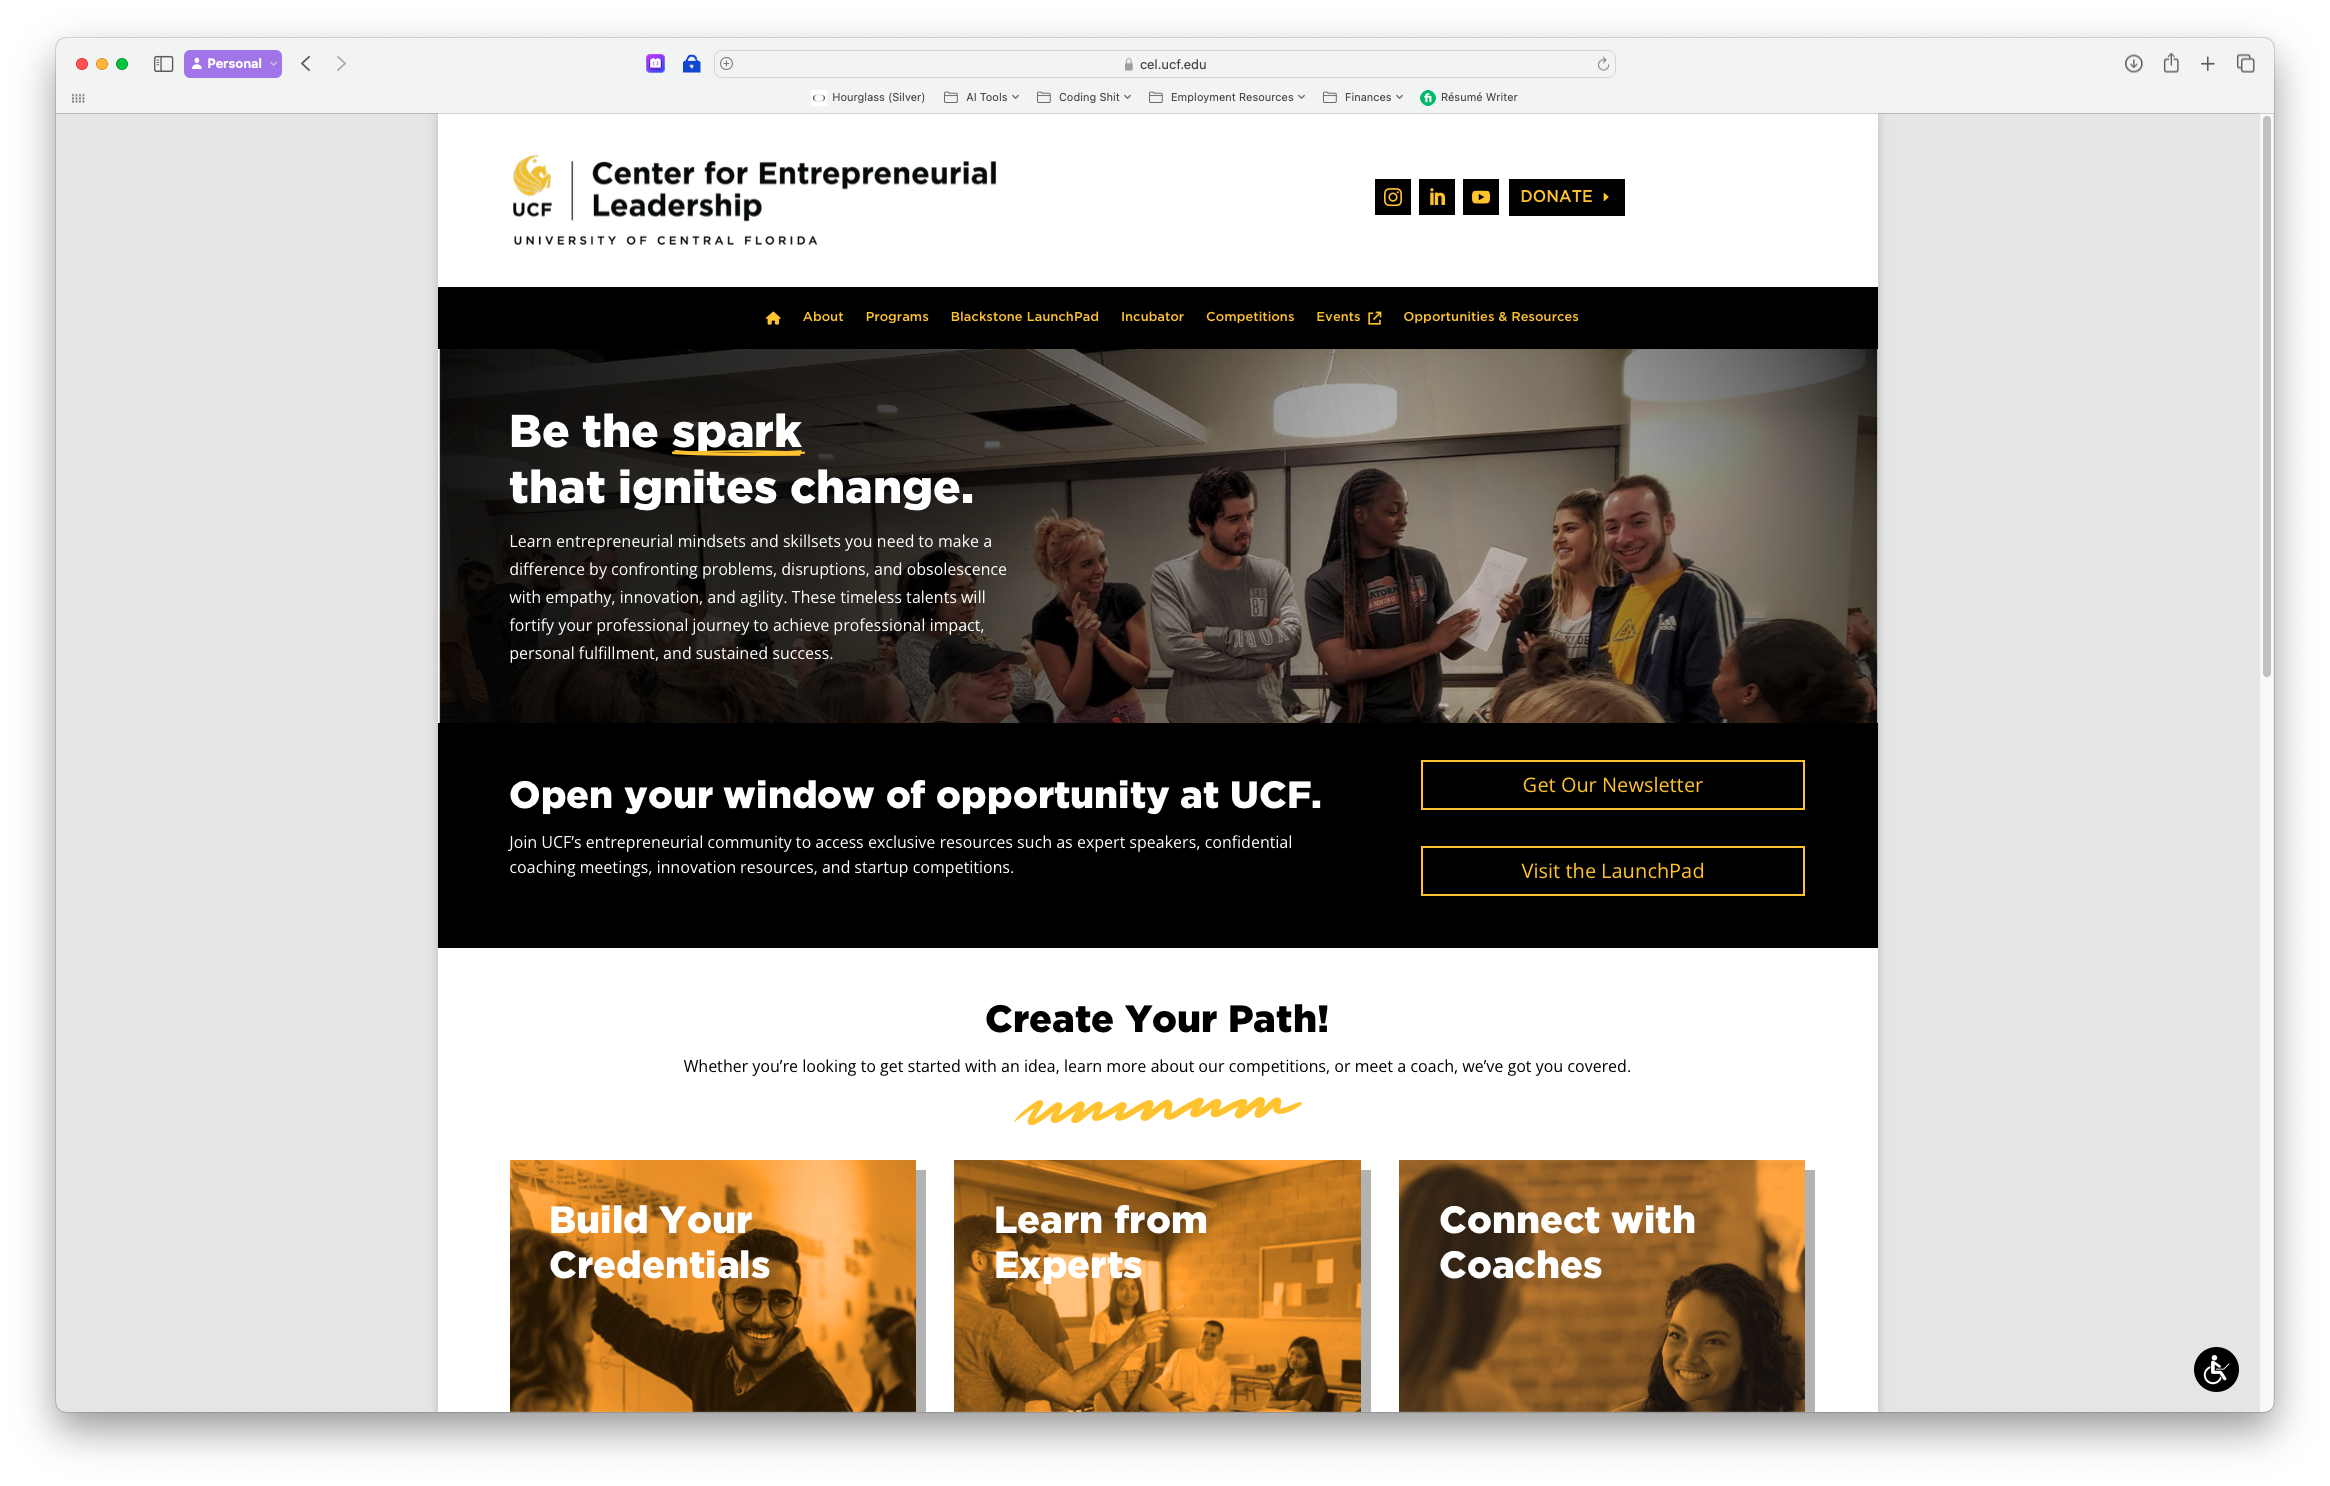 Personal
cel.ucf.edu
Hourglass (Silver) AI Tools Coding Shit Employment Resources Finances Résumé Writer
UCF
Center for Entrepreneurial
Leadership
UNIVERSITY OF CENTRAL FLORIDA
DONATE
About Programs Blackstone LaunchPad Incubator Competitions Events Opportunities & Resources
Be the spark
that ignites change.
Learn entrepreneurial mindsets and skillsets you need to make a
difference by confronting problems, disruptions, and obsolescence
with empathy, innovation, and agility. These timeless talents will
fortify your professional journey to achieve professional impact,
personal fulfillment, and sustained success.
87
Open your window of opportunity at UCF.
Join UCF’s entrepreneurial community to access exclusive resources such as expert speakers, confidential
coaching meetings, innovation resources, and startup competitions.
Get Our Newsletter
Visit the LaunchPad
Create Your Path!
Whether you’re looking to get started with an idea, learn more about our competitions, or meet a coach, we’ve got you covered.
Build Your
Credentials
Learn from
Experts
Connect with
Coaches